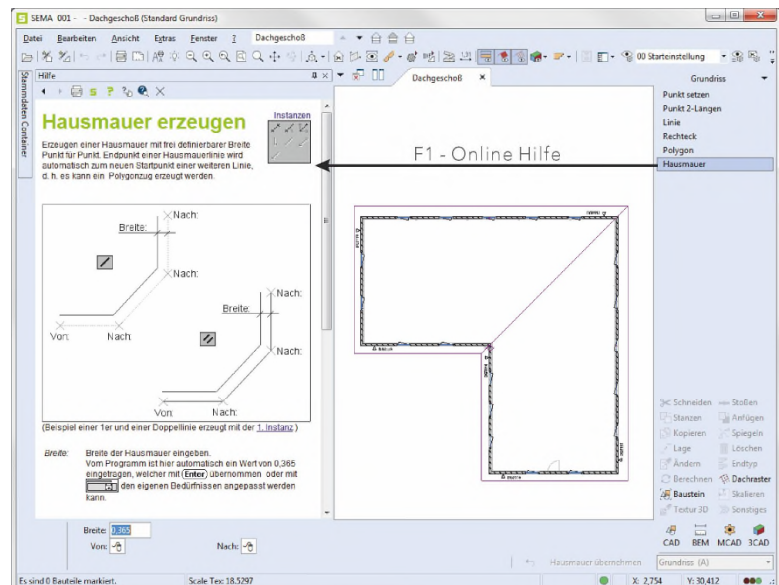 SEMA 001 - - Dachgeschoß (Standard Grundriss)
Datei Bearbeiten Ansicht Extras Fenster ? Dachgeschoß
00 Starteinstellung
Stammdaten Container
Hilfe
Hausmauer erzeugen
Instanzen
Erzeugen einer Hausmauer mit frei definierbarer Breite
Punkt für Punkt. Endpunkt einer Hausmauerlinie wird
automatisch zum neuen Startpunkt einer weiteren Linie,
d. h. es kann ein Polygonzug erzeugt werden.
Nach:
Breite:
Nach:
Von: Nach:
Nach:
Breite:
Nach:
Von: Nach:
(Beispiel einer 1er und einer Doppellinie erzeugt mit der 1. Instanz.)
Breite: Breite der Hausmauer eingeben.
Vom Programm ist hier automatisch ein Wert von 0,365
eingetragen, welcher mit Enter übernommen oder mit
den eigenen Bedürfnissen angepasst werden
kann.
Dachgeschoß
F1 - Online Hilfe
Grundriss
Punkt setzen
Punkt 2-Längen
Linie
Rechteck
Polygon
Hausmauer
Schneiden Stoßen
Stanzen Anfügen
Kopieren Spiegeln
Lage Löschen
Ändern Endtyp
Berechnen Dachraster
Baustein Skalieren
Textur 3D Sonstiges
CAD BEM MCAD 3CAD
Breite: 0,365
Von: Nach:
Hausmauer übernehmen Grundriss (A)
Es sind 0 Bauteile markiert. Scale Tex: 18.5297 X: 2,754 Y: 30,412